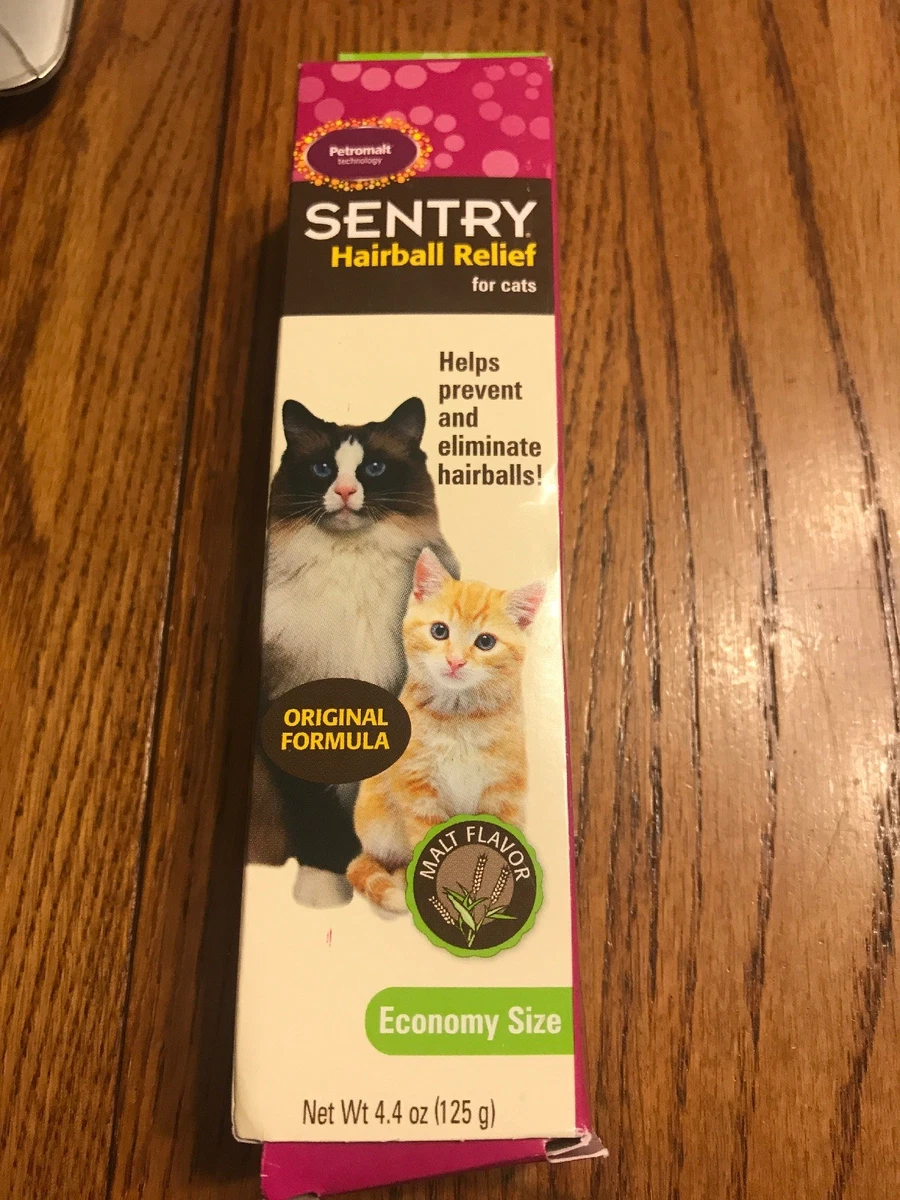 Petromalt
technology
SENTRY
Hairball Relief
for cats
Helps
prevent
and
eliminate
hairballs!
ORIGINAL
FORMULA
MALT FLAVOR
Economy Size
Net Wt 4.4 oz (125 g)